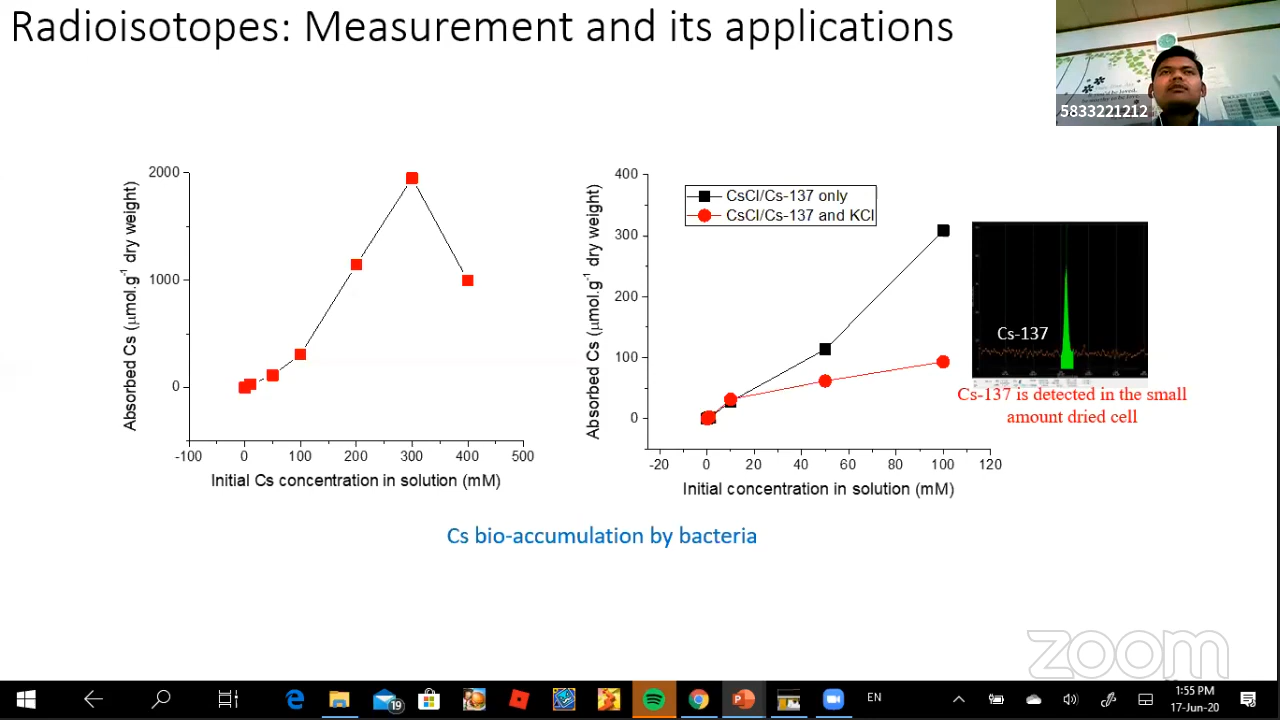 Radioisotopes: Measurement and its applications
5833221212
2000
1000
0
-100 0 100 200 300 400 500
Absorbed Cs (μmol.g⁻¹ dry weight)
Initial Cs concentration in solution (mM)
400
300
200
100
0
-20 0 20 40 60 80 100 120
Absorbed Cs (μmol.g⁻¹ dry weight)
Initial concentration in solution (mM)
CsCl/Cs-137 only
CsCl/Cs-137 and KCl
Cs-137
Cs-137 is detected in the small
amount dried cell
Cs bio-accumulation by bacteria
zoom
19
EN
1:55 PM
17-Jun-20